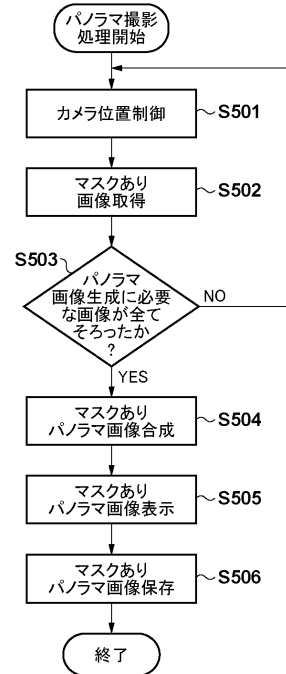 パノラマ撮影
処理開始
カメラ位置制御
S501
マスクあり
画像取得
S502
S503
パノラマ
画像生成に必要
な画像が全て
そろったか
?
NO
YES
マスクあり
パノラマ画像合成
S504
マスクあり
パノラマ画像表示
S505
マスクあり
パノラマ画像保存
S506
終了